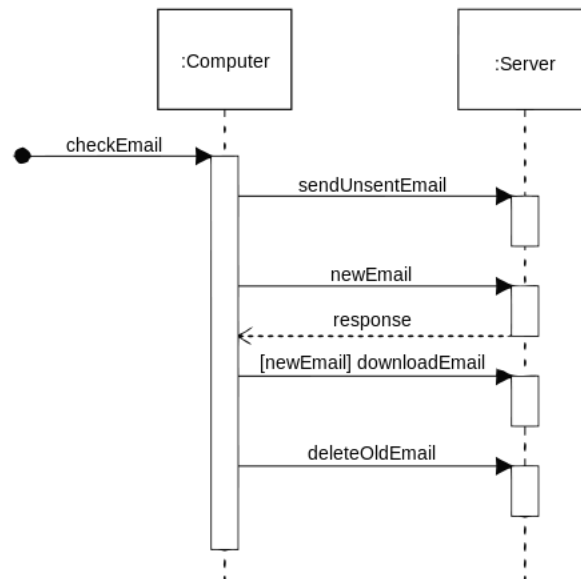 :Computer
:Server
checkEmail
sendUnsentEmail
newEmail
response
[newEmail] downloadEmail
deleteOldEmail